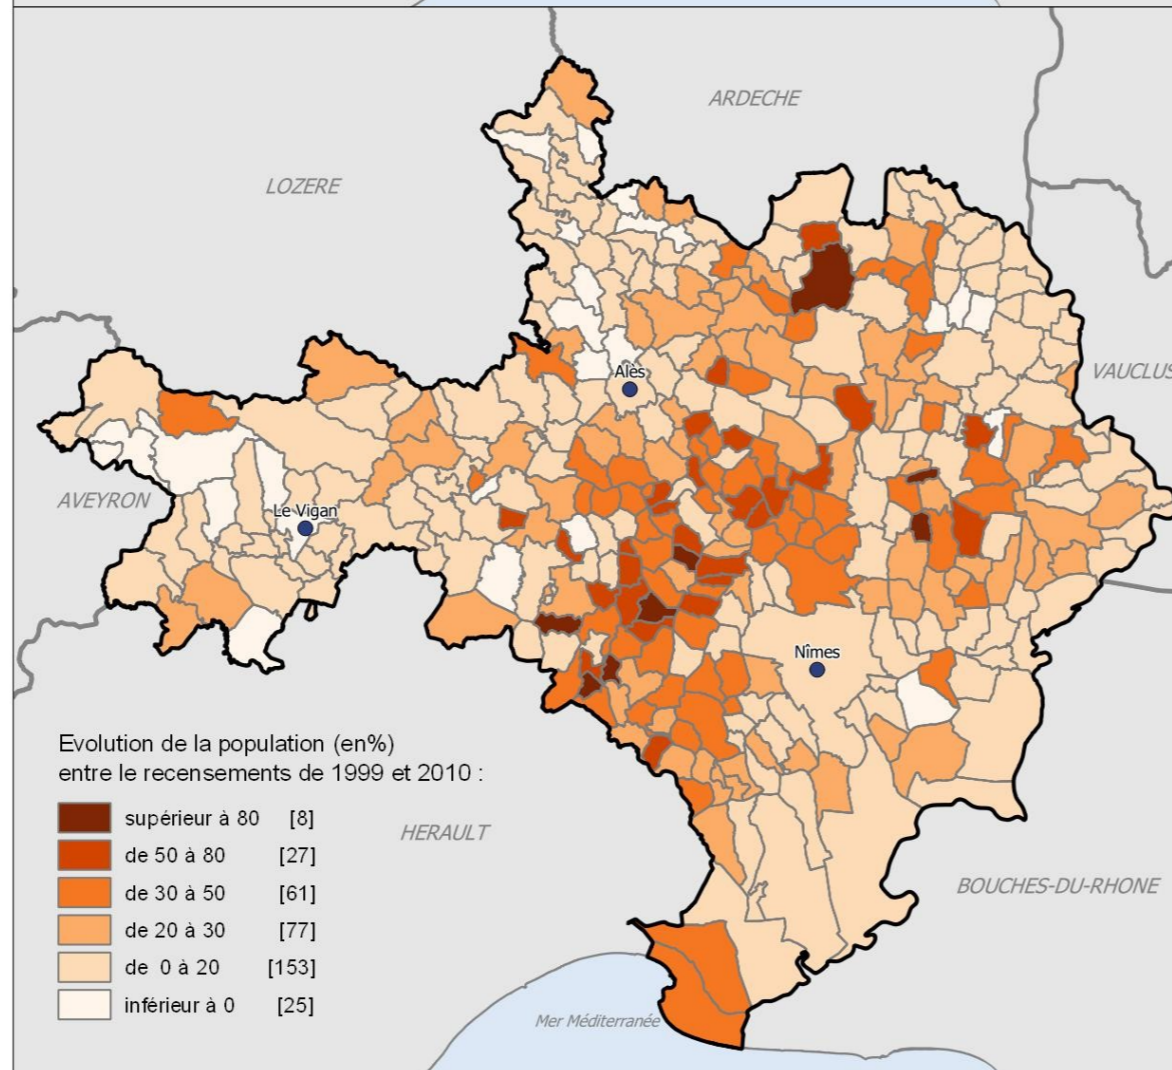 ARDECHE
LOZERE
VAUCLUS
Alès
AVEYRON
Le Vigan
Nîmes
Evolution de la population (en%)
entre le recensements de 1999 et 2010 :
supérieur à 80 [8]
de 50 à 80 [27]
de 30 à 50 [61]
de 20 à 30 [77]
de 0 à 20 [153]
inférieur à 0 [25]
HERAULT
BOUCHES-DU-RHONE
Mer Méditerranée